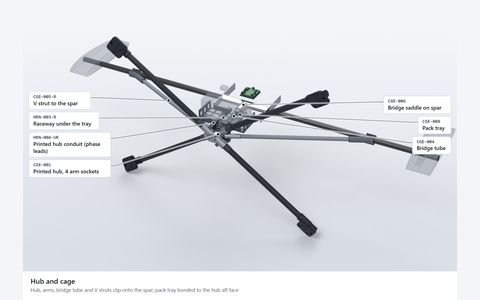 CGE-005-R
V strut to the spar
HRN-003-R
Raceway under the tray
HRN-004-UR
Printed hub conduit (phase
leads)
CGE-001
Printed hub, 4 arm sockets
CGE-006
Bridge saddle on spar
CGE-008
Pack tray
CGE-004
Bridge tube
Hub and cage
Hub, arms, bridge tube and V struts clip onto the spar; pack tray bonded to the hub aft face